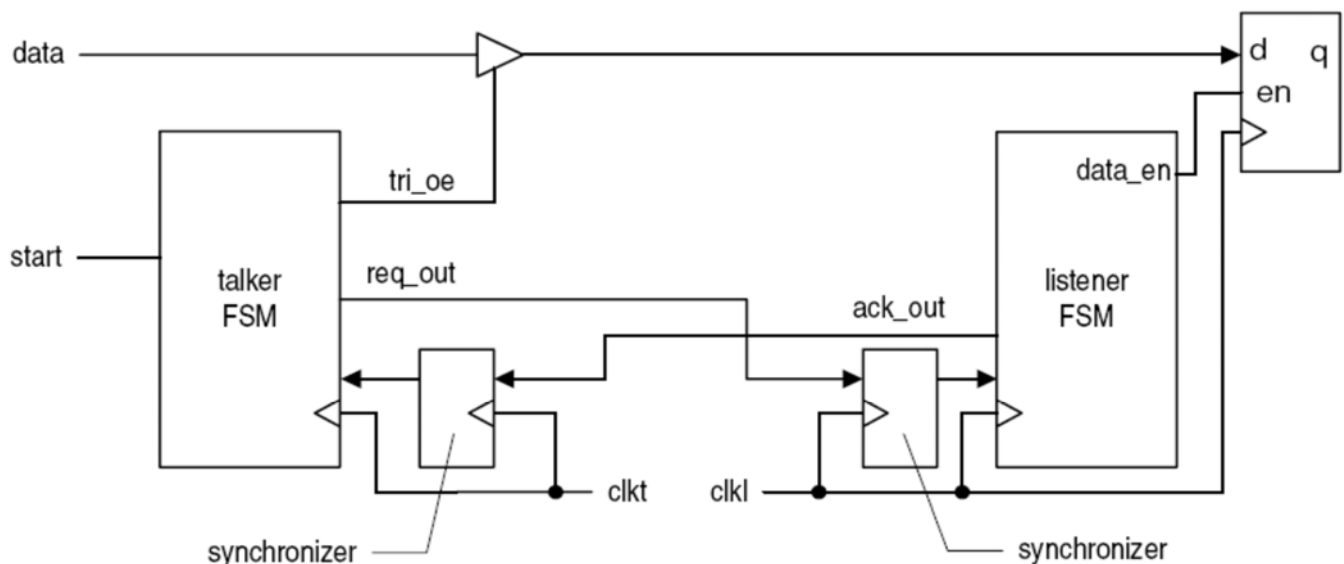 data
d q
en
data_en
tri_oe
start
talker
FSM
req_out
ack_out
listener
FSM
clkt
clkl
synchronizer
synchronizer